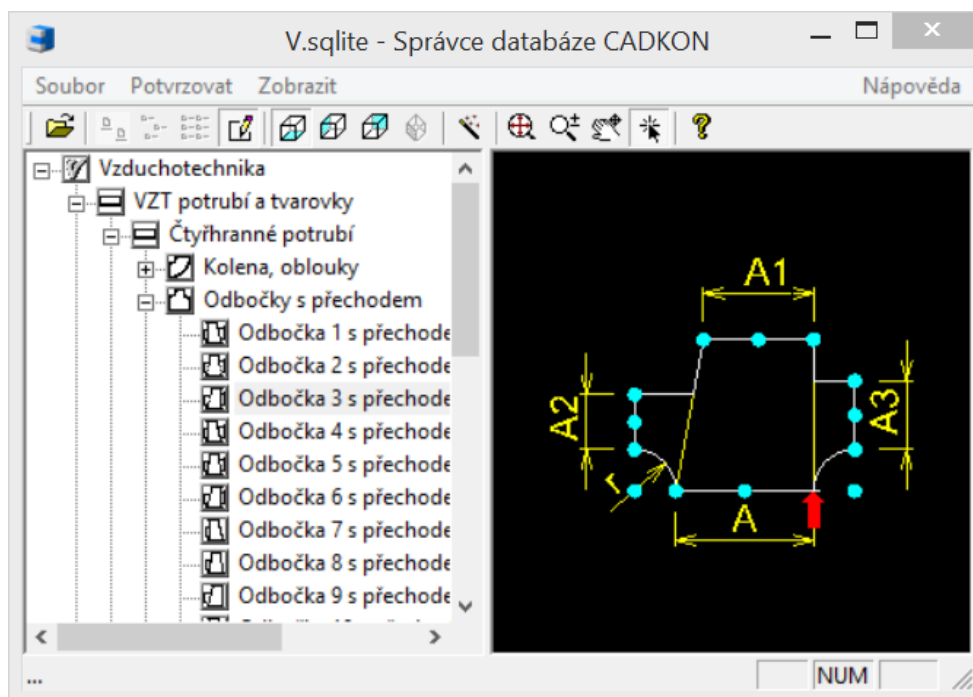 V.sqlite - Správce databáze CADKON
Soubor Potvrzovat Zobrazit Nápověda
Vzduchotechnika
VZT potrubí a tvarovky
Čtyřhranné potrubí
Kolena, oblouky
Odbočky s přechodem
Odbočka 1 s přechode
Odbočka 2 s přechode
Odbočka 3 s přechode
Odbočka 4 s přechode
Odbočka 5 s přechode
Odbočka 6 s přechode
Odbočka 7 s přechode
Odbočka 8 s přechode
Odbočka 9 s přechode
A1
A2
A3
r
A
...
NUM